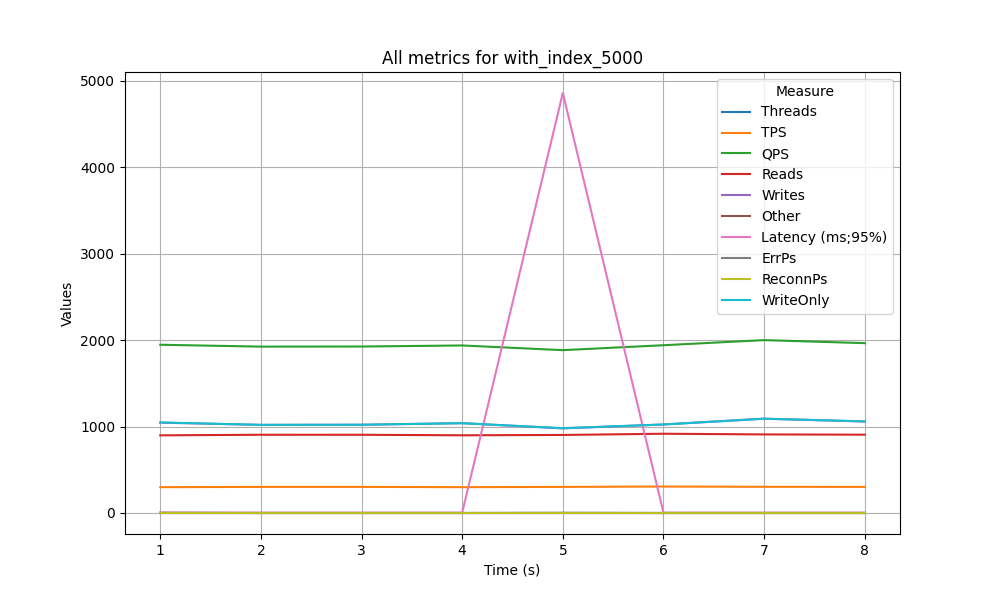 All metrics for with_index_5000
Values
5000
4000
3000
2000
1000
0
1 2 3 4 5 6 7 8
Time (s)
Measure
Threads
TPS
QPS
Reads
Writes
Other
Latency (ms;95%)
ErrPs
ReconnPs
WriteOnly